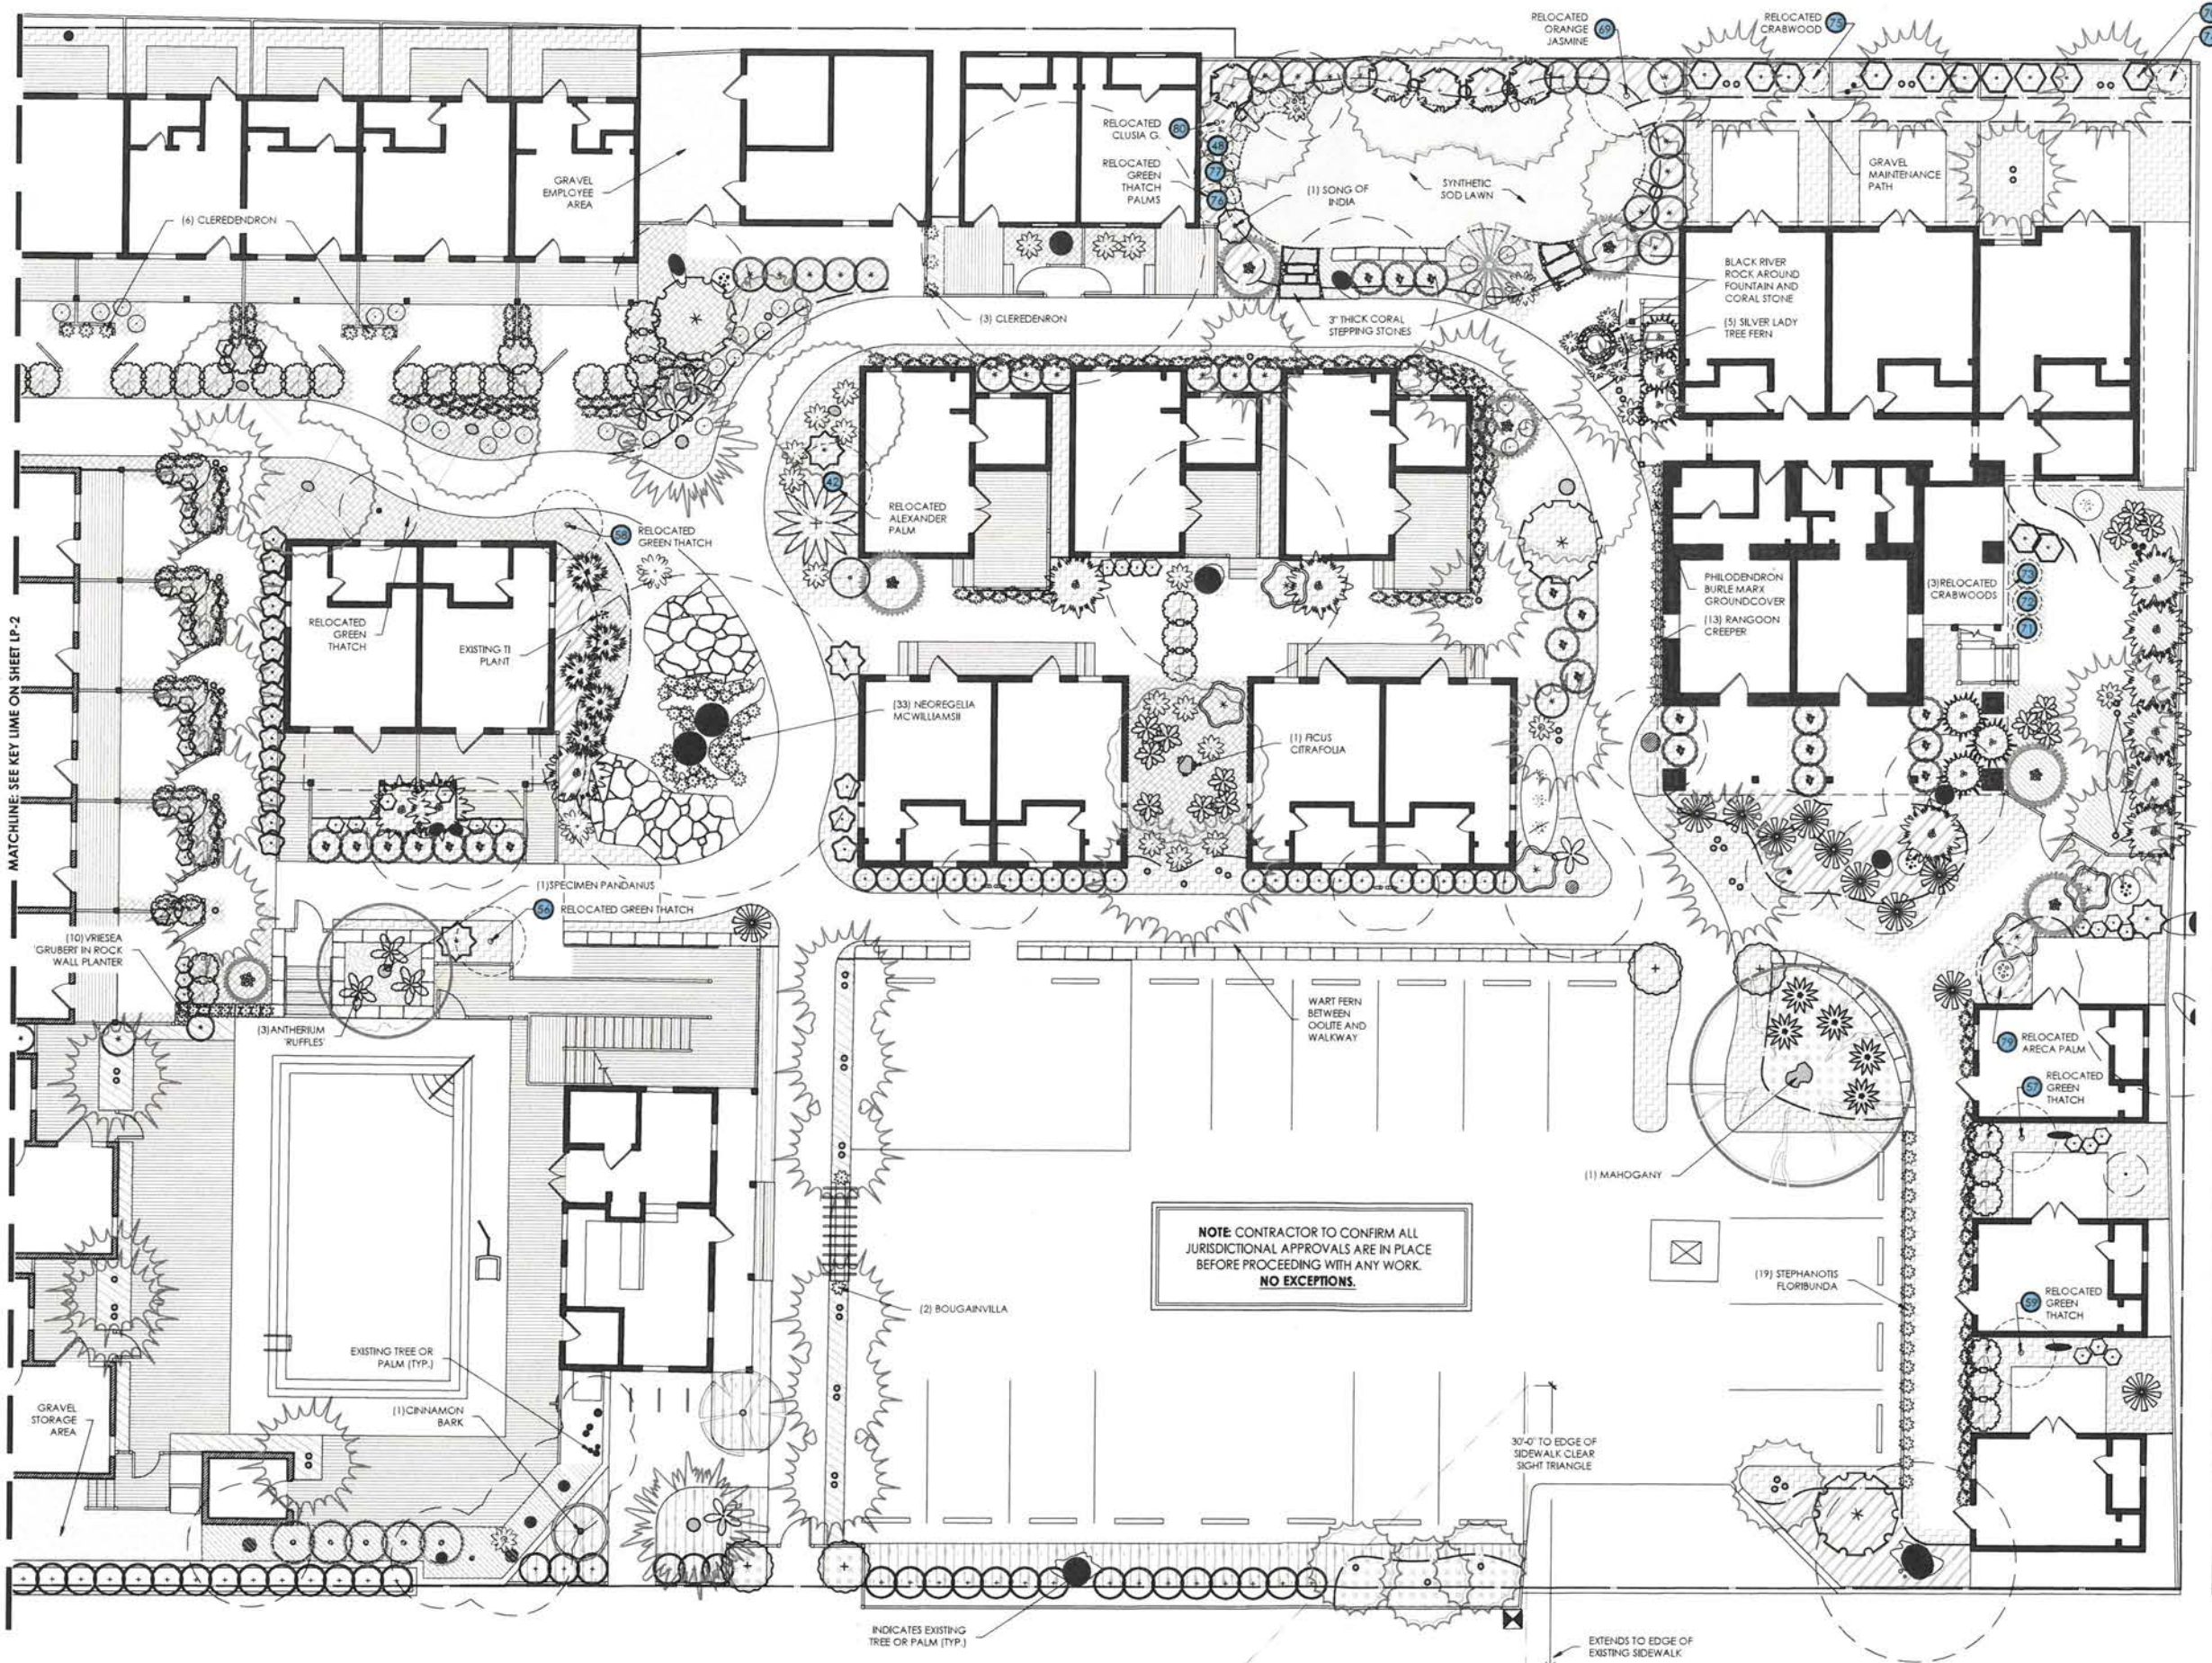 RELOCATED
ORANGE
JASMINE
69
RELOCATED
CRABWOOD
75
RELOCATED
CLUSIA G.
80
48
77
76
RELOCATED
GREEN
THATCH
PALMS
GRAVEL
EMPLOYEE
AREA
(6) CLEREDENDRON
(1) SONG OF
INDIA
SYNTHETIC
SOD LAWN
GRAVEL
MAINTENANCE
PATH
BLACK RIVER
ROCK AROUND
FOUNTAIN AND
CORAL STONE
(5) SILVER LADY
TREE FERN
(3) CLEREDENRON
3" THICK CORAL
STEPPING STONES
42
RELOCATED
ALEXANDER
PALM
58
RELOCATED
GREEN THATCH
RELOCATED
GREEN
THATCH
EXISTING TI
PLANT
PHILODENDRON
BURLE MARX
GROUNDCOVER
(13) RANGOON
CREEPER
(3)RELOCATED
CRABWOODS
73
72
71
MATCHLINE: SEE KEY LIME ON SHEET LP-2
(33) NEOREGELIA
MCWILLIAMSII
(1) FICUS
CITRAFOLIA
(1)SPECIMEN PANDANUS
56
RELOCATED GREEN THATCH
(10)VRIESEA
'GRUBERI' IN ROCK
WALL PLANTER
(3)ANTHERIUM
'RUFFLES'
WART FERN
BETWEEN
OOLITE AND
WALKWAY
79
RELOCATED
ARECA PALM
57
RELOCATED
GREEN
THATCH
(1) MAHOGANY
NOTE: CONTRACTOR TO CONFIRM ALL
JURISDICTIONAL APPROVALS ARE IN PLACE
BEFORE PROCEEDING WITH ANY WORK.
NO EXCEPTIONS.
(19) STEPHANOTIS
FLORIBUNDA
59
RELOCATED
GREEN
THATCH
(2) BOUGAINVILLA
EXISTING TREE OR
PALM (TYP.)
(1)CINNAMON
BARK
GRAVEL
STORAGE
AREA
30'-0" TO EDGE OF
SIDEWALK CLEAR
SIGHT TRIANGLE
INDICATES EXISTING
TREE OR PALM (TYP.)
EXTENDS TO EDGE OF
EXISTING SIDEWALK